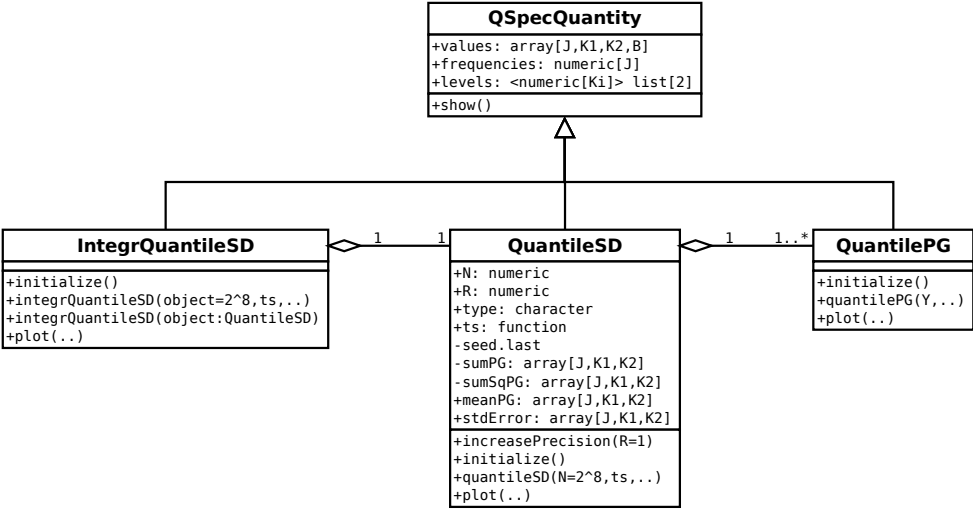 QSpecQuantity
+values: array[J,K1,K2,B]
+frequencies: numeric[J]
+levels: <numeric[Ki]> list[2]
+show()
IntegrQuantileSD
+initialize()
+integrQuantileSD(object=2^8,ts,..)
+integrQuantileSD(object:QuantileSD)
+plot(..)
1
1
QuantileSD
+N: numeric
+R: numeric
+type: character
+ts: function
-seed.last
-sumPG: array[J,K1,K2]
-sumSqPG: array[J,K1,K2]
+meanPG: array[J,K1,K2]
+stdError: array[J,K1,K2]
+increasePrecision(R=1)
+initialize()
+quantileSD(N=2^8,ts,..)
+plot(..)
1
1..*
QuantilePG
+initialize()
+quantilePG(Y,..)
+plot(..)